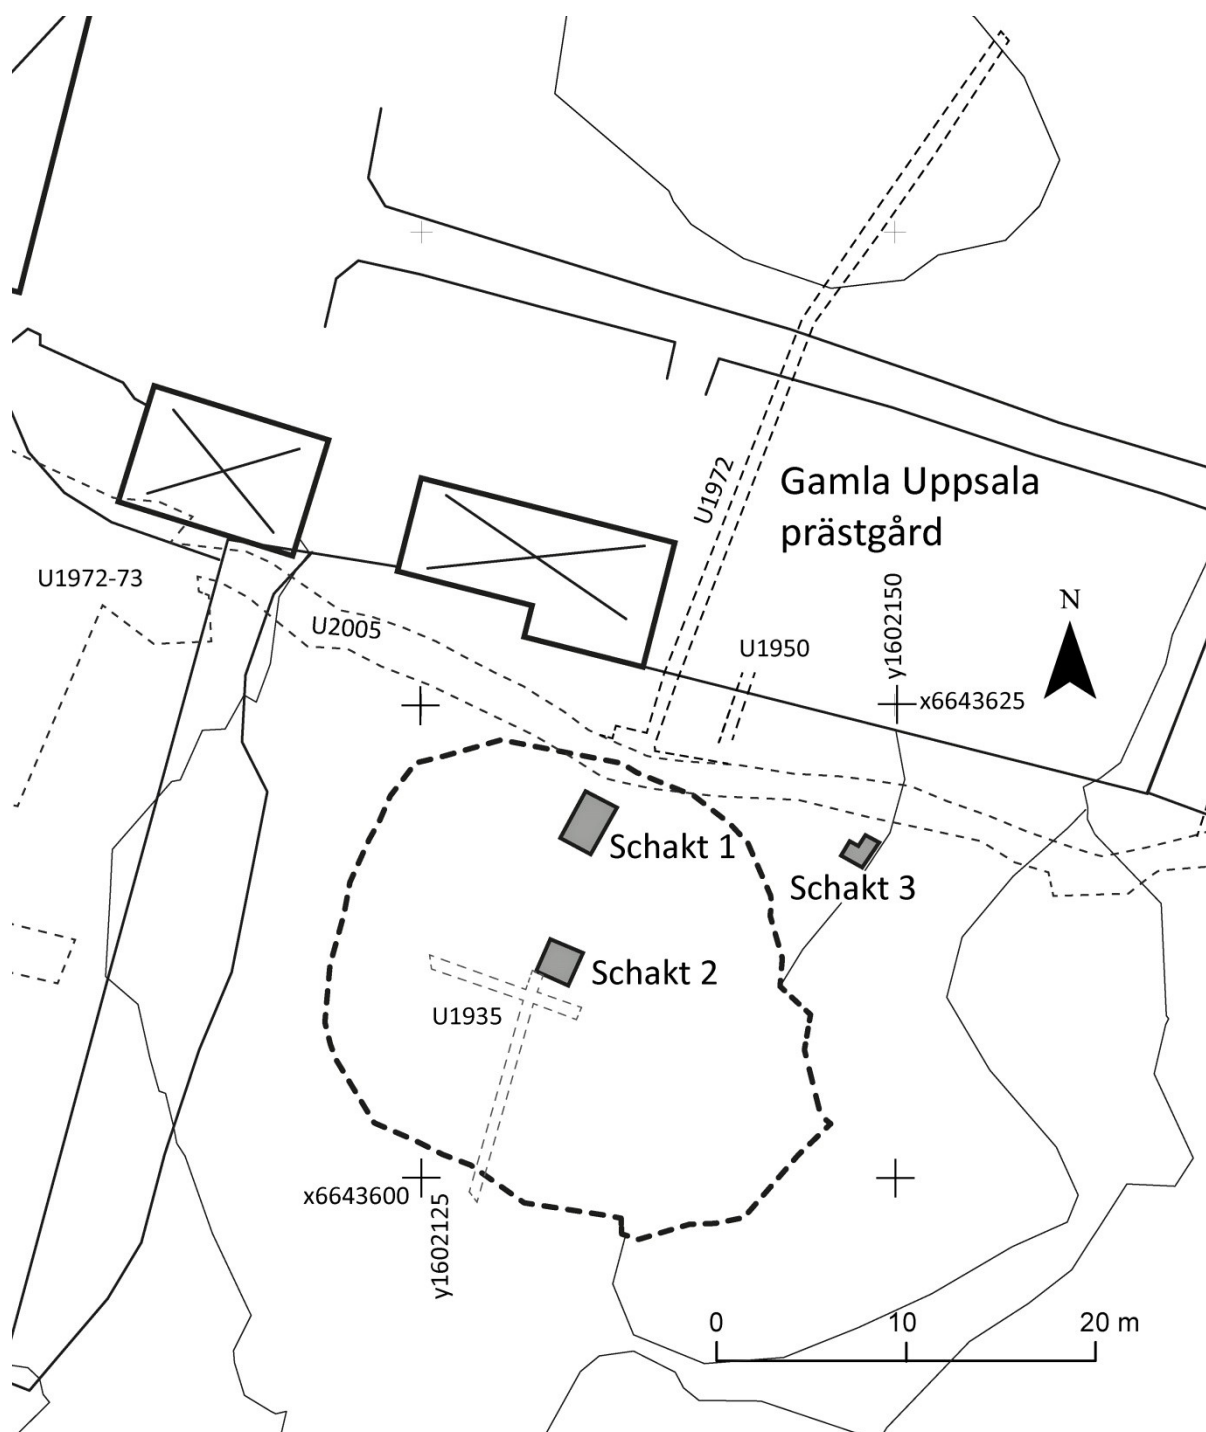 U1972
Gamla Uppsala
prästgård
U1972-73
U2005
U1950
y1602150
N
x6643625
Schakt 1
Schakt 3
Schakt 2
U1935
x6643600
y1602125
0 10 20 m